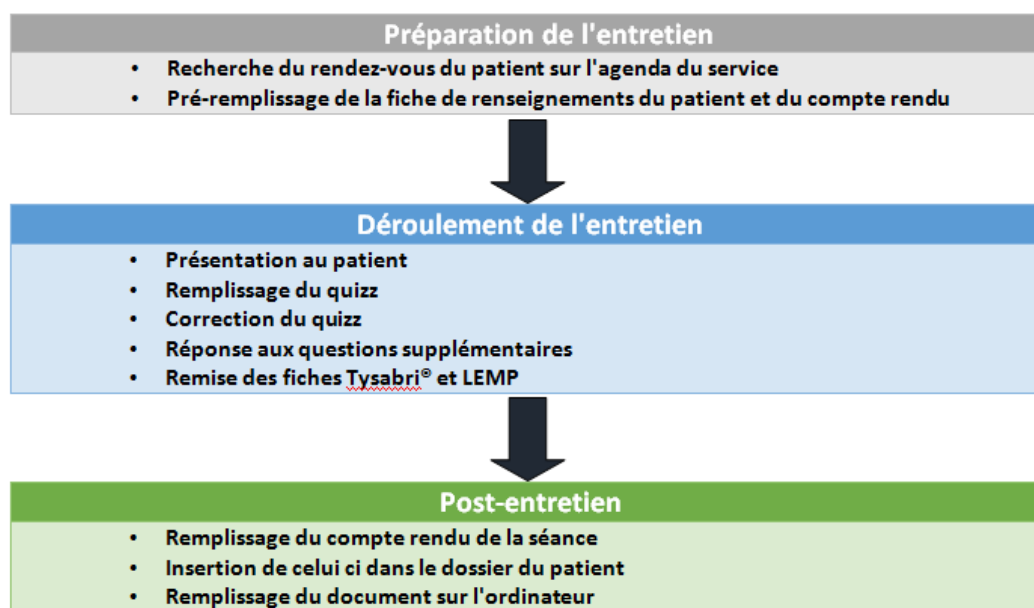 Préparation de l'entretien
• Recherche du rendez-vous du patient sur l'agenda du service
• Pré-remplissage de la fiche de renseignements du patient et du compte rendu
Déroulement de l'entretien
• Présentation au patient
• Remplissage du quizz
• Correction du quizz
• Réponse aux questions supplémentaires
• Remise des fiches Tysabri® et LEMP
Post-entretien
• Remplissage du compte rendu de la séance
• Insertion de celui ci dans le dossier du patient
• Remplissage du document sur l'ordinateur